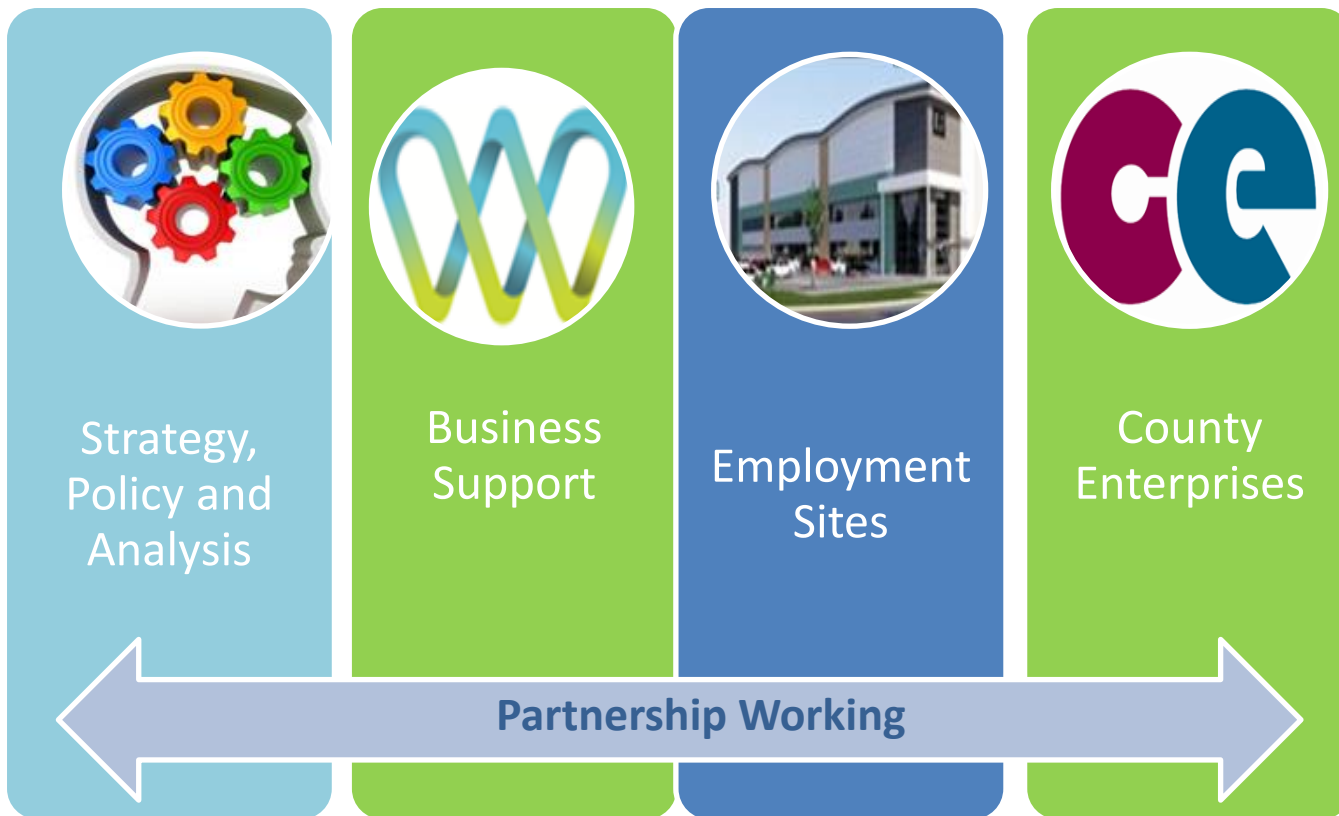 Strategy,
Policy and
Analysis
Business
Support
Employment
Sites
ce
County
Enterprises
Partnership Working